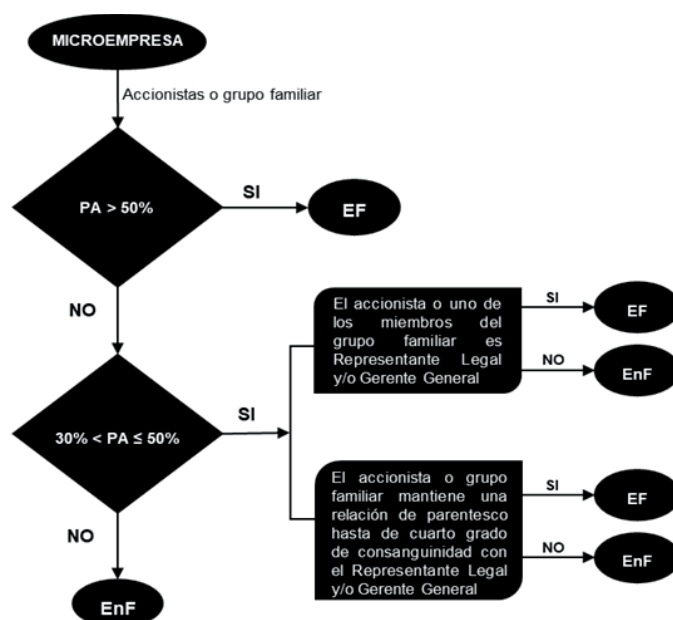 MICROEMPRESA
Accionistas o grupo familiar
PA > 50%
SI
EF
NO
30% < PA ≤ 50%
SI
El accionista o uno de
los miembros del
grupo familiar es
Representante Legal
y/o Gerente General
SI
EF
NO
EnF
El accionista o grupo
familiar mantiene una
relación de parentesco
hasta de cuarto grado
de consanguinidad con
el Representante Legal
y/o Gerente General
SI
EF
NO
EnF
NO
EnF